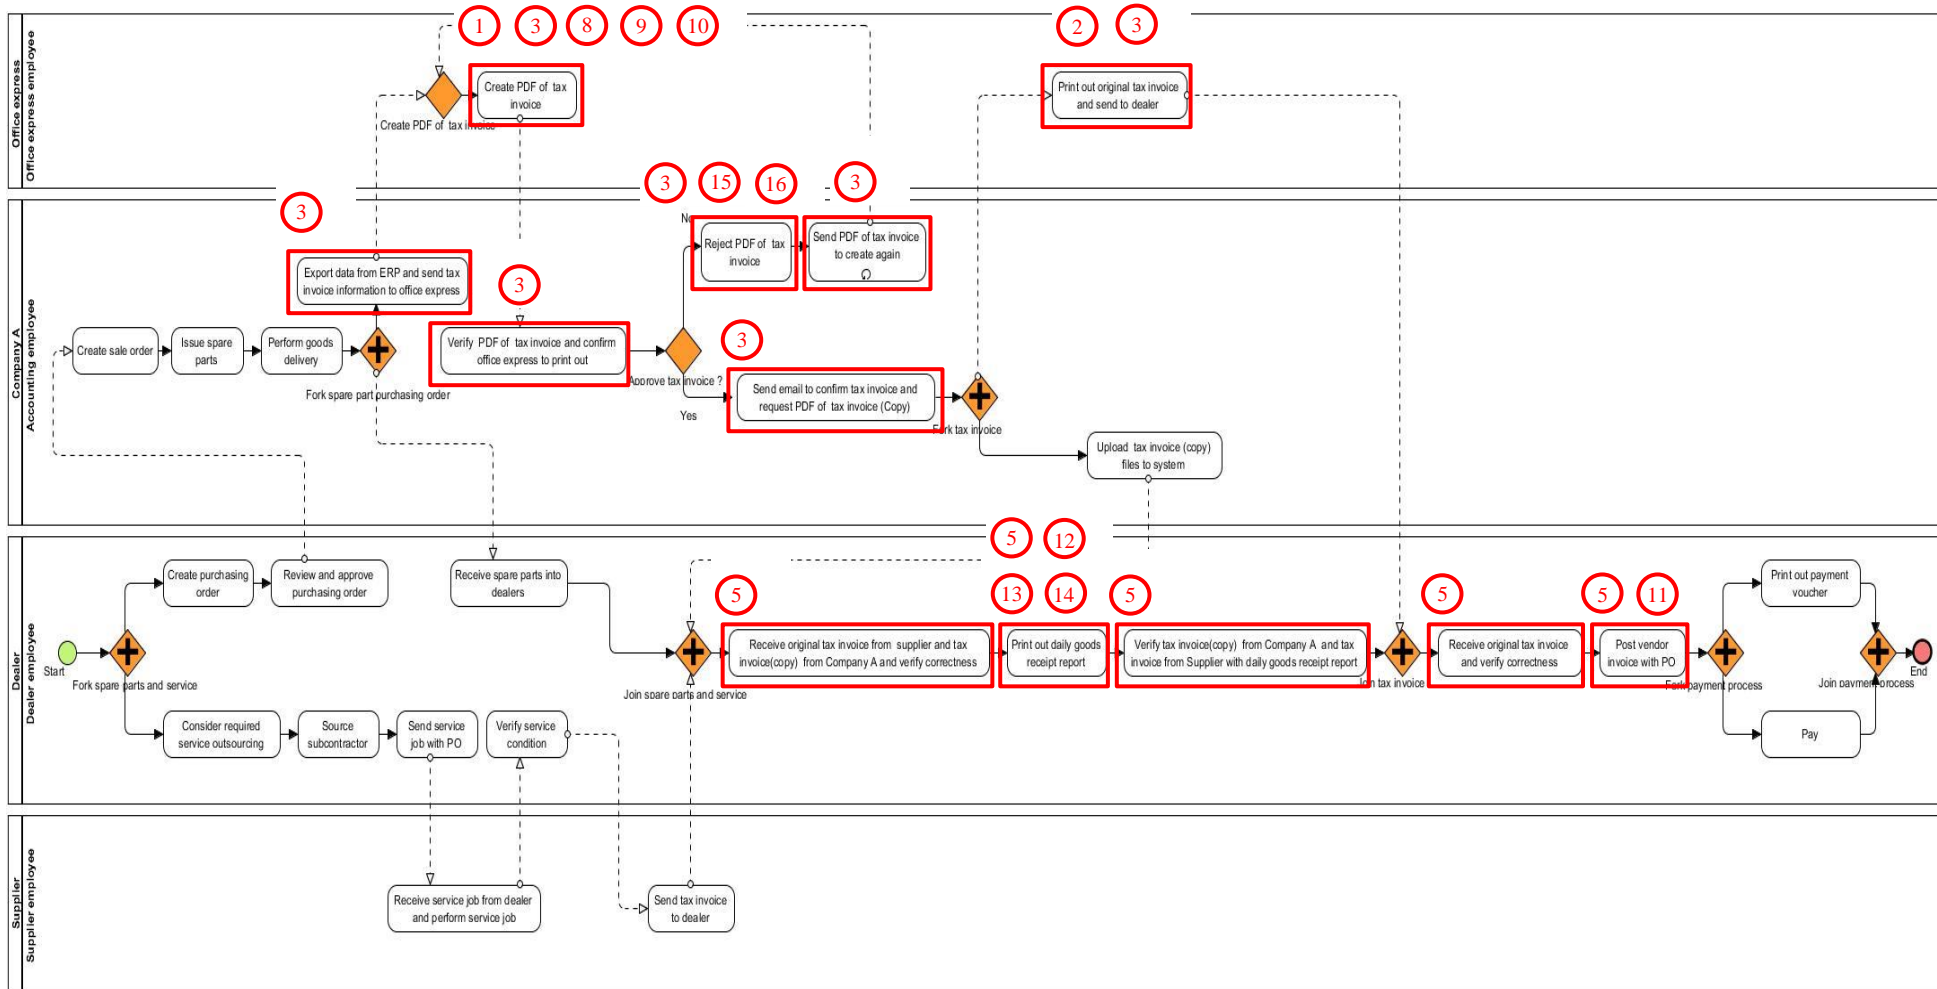 Office express
Office express employee
1
3
8
9
10
2
3
Create PDF of tax
invoice
Create PDF of tax invoice
Print out original tax invoice
and send to dealer
Company A
Accounting employee
3
3
15
16
3
No
Reject PDF of tax
invoice
Send PDF of tax invoice
to create again
Export data from ERP and send tax
invoice information to office express
3
Create sale order
Issue spare
parts
Perform goods
delivery
Fork spare part purchasing order
Verify PDF of tax invoice and confirm
office express to print out
Approve tax invoice ?
3
Yes
Send email to confirm tax invoice and
request PDF of tax invoice (Copy)
Fork tax invoice
Upload tax invoice (copy)
files to system
Dealer
Dealer employee
5
12
Create purchasing
order
Review and approve
purchasing order
Receive spare parts into
dealers
5
13
14
5
5
5
11
Print out payment
voucher
Start
Fork spare parts and service
Join spare parts and service
Receive original tax invoice from supplier and tax
invoice(copy) from Company A and verify correctness
Print out daily goods
receipt report
Verify tax invoice(copy) from Company A and tax
invoice from Supplier with daily goods receipt report
Join tax invoice
Receive original tax invoice
and verify correctness
Post vendor
invoice with PO
Fork payment process
Join payment process
End
Consider required
service outsourcing
Source
subcontractor
Send service
job with PO
Verify service
condition
Pay
Supplier
Supplier employee
Receive service job from dealer
and perform service job
Send tax invoice
to dealer